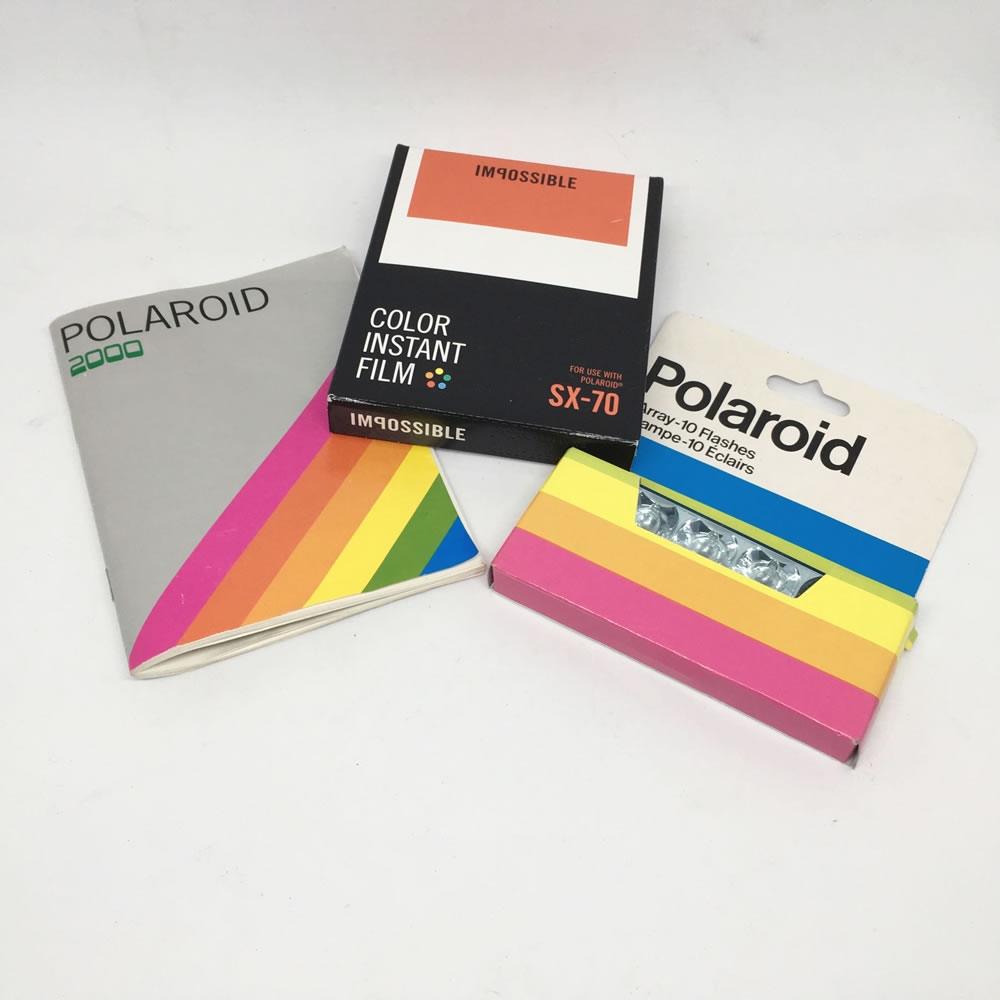 POLAROID
2000
IMPOSSIBLE
COLOR
INSTANT
FILM
FOR USE WITH
POLAROID®
SX-70
IMPOSSIBLE
Polaroid
Array-10 Flashes
ampe-10 Éclairs